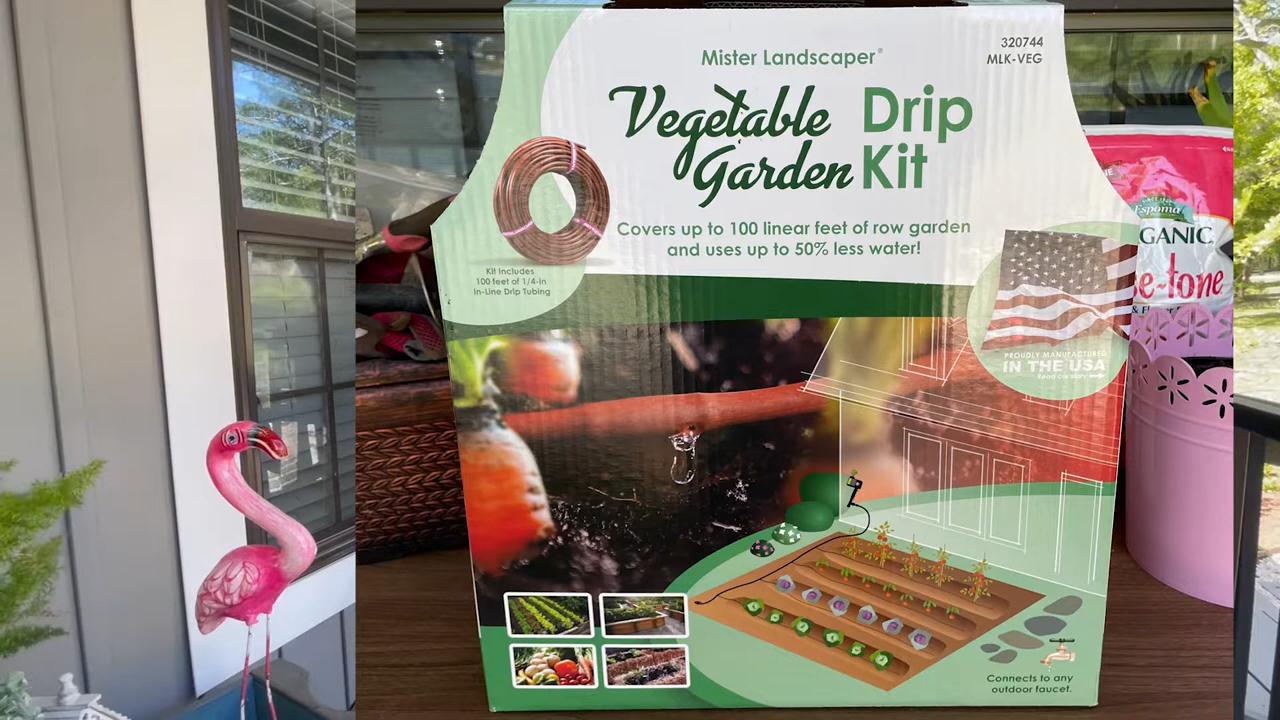 Mister Landscaper®
320744
MLK-VEG
Vegetable Garden
Drip Kit
Covers up to 100 linear feet of row garden
and uses up to 50% less water!
Kit Includes
100 feet of 1/4-in
In-Line Drip Tubing
PROUDLY MANUFACTURED
IN THE USA
Connects to any
outdoor faucet.
Espoma
GANIC
e-tone